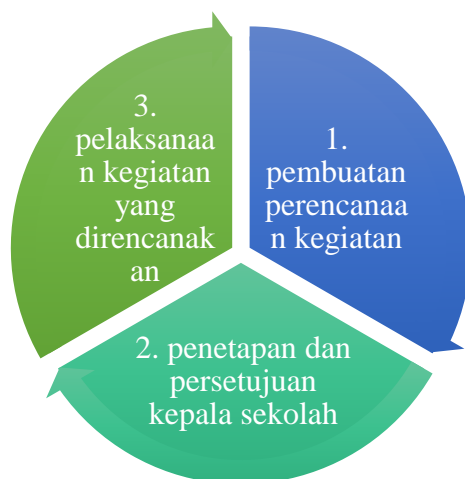 1.
pembuatan
perencanaa
n kegiatan
2. penetapan dan
persetujuan
kepala sekolah
3.
pelaksanaa
n kegiatan
yang
direncanak
an